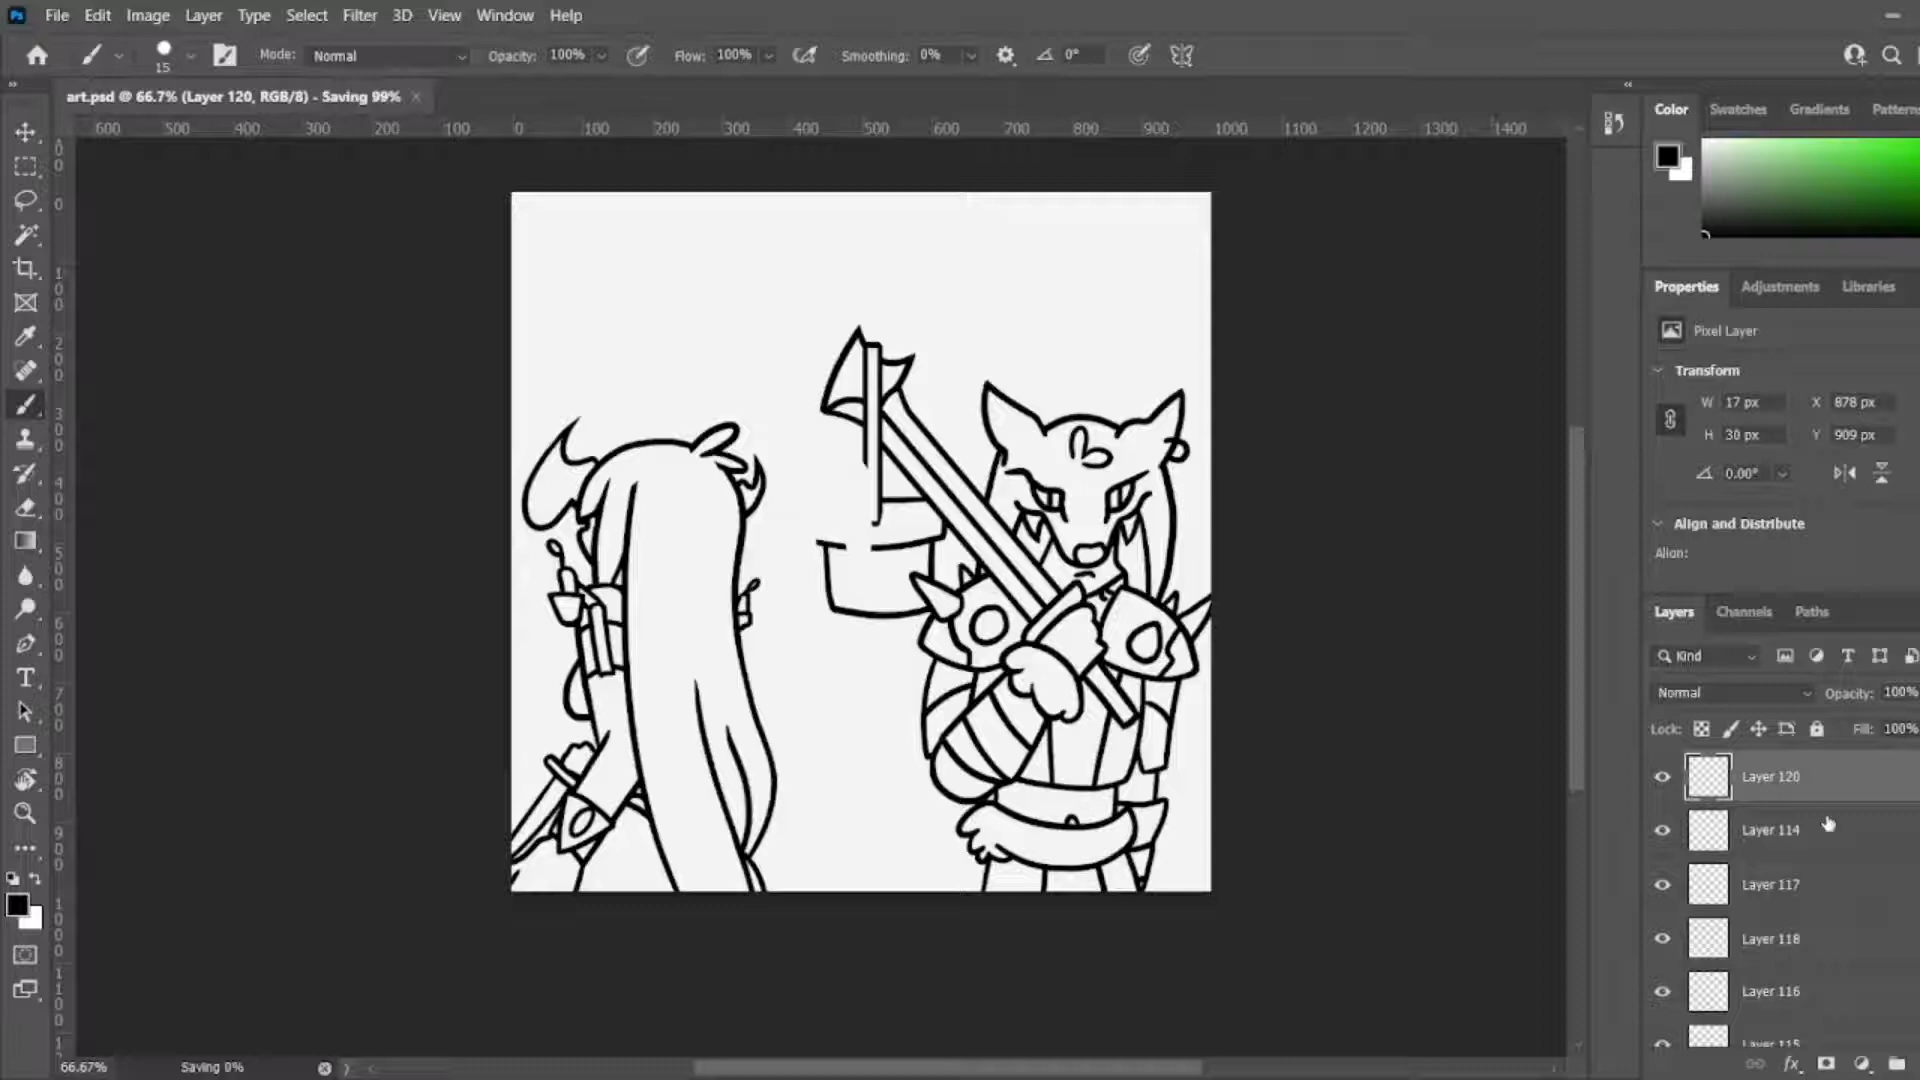 Ps File Edit Image Layer Type Select Filter 3D View Window Help
15 Mode: Normal Opacity: 100% Flow: 100% Smoothing: 0% 0°
art.psd @ 66.7% (Layer 120, RGB/8) - Saving 99%
600 500 400 300 200 100 0 100 200 300 400 500 600 700 800 900 1000 1100 1200 1300 1400
Color Swatches Gradients Patterns
Properties Adjustments Libraries
Pixel Layer
Transform
W 17 px X 878 px
H 30 px Y 909 px
0.00°
Align and Distribute
Align:
Layers Channels Paths
Kind
Normal Opacity: 100%
Lock: Fill: 100%
Layer 120
Layer 114
Layer 117
Layer 118
Layer 116
Layer 115
66.67% Saving 0%